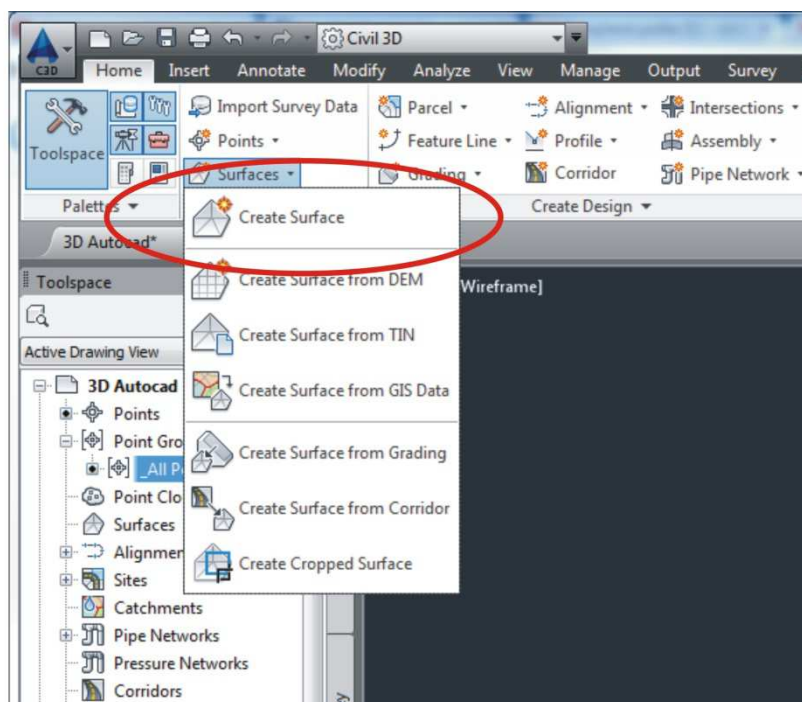 Civil 3D
C3D
Home Insert Annotate Modify Analyze View Manage Output Survey
Toolspace
Import Survey Data
Points
Surfaces
Parcel
Feature Line
Grading
Alignment
Profile
Corridor
Intersections
Assembly
Pipe Network
Palettes
Create Design
3D Autocad*
Create Surface
Create Surface from DEM
Create Surface from TIN
Create Surface from GIS Data
Create Surface from Grading
Create Surface from Corridor
Create Cropped Surface
Wireframe]
Toolspace
Active Drawing View
3D Autocad
Points
Point Gro
_All P
Point Clo
Surfaces
Alignmen
Sites
Catchments
Pipe Networks
Pressure Networks
Corridors